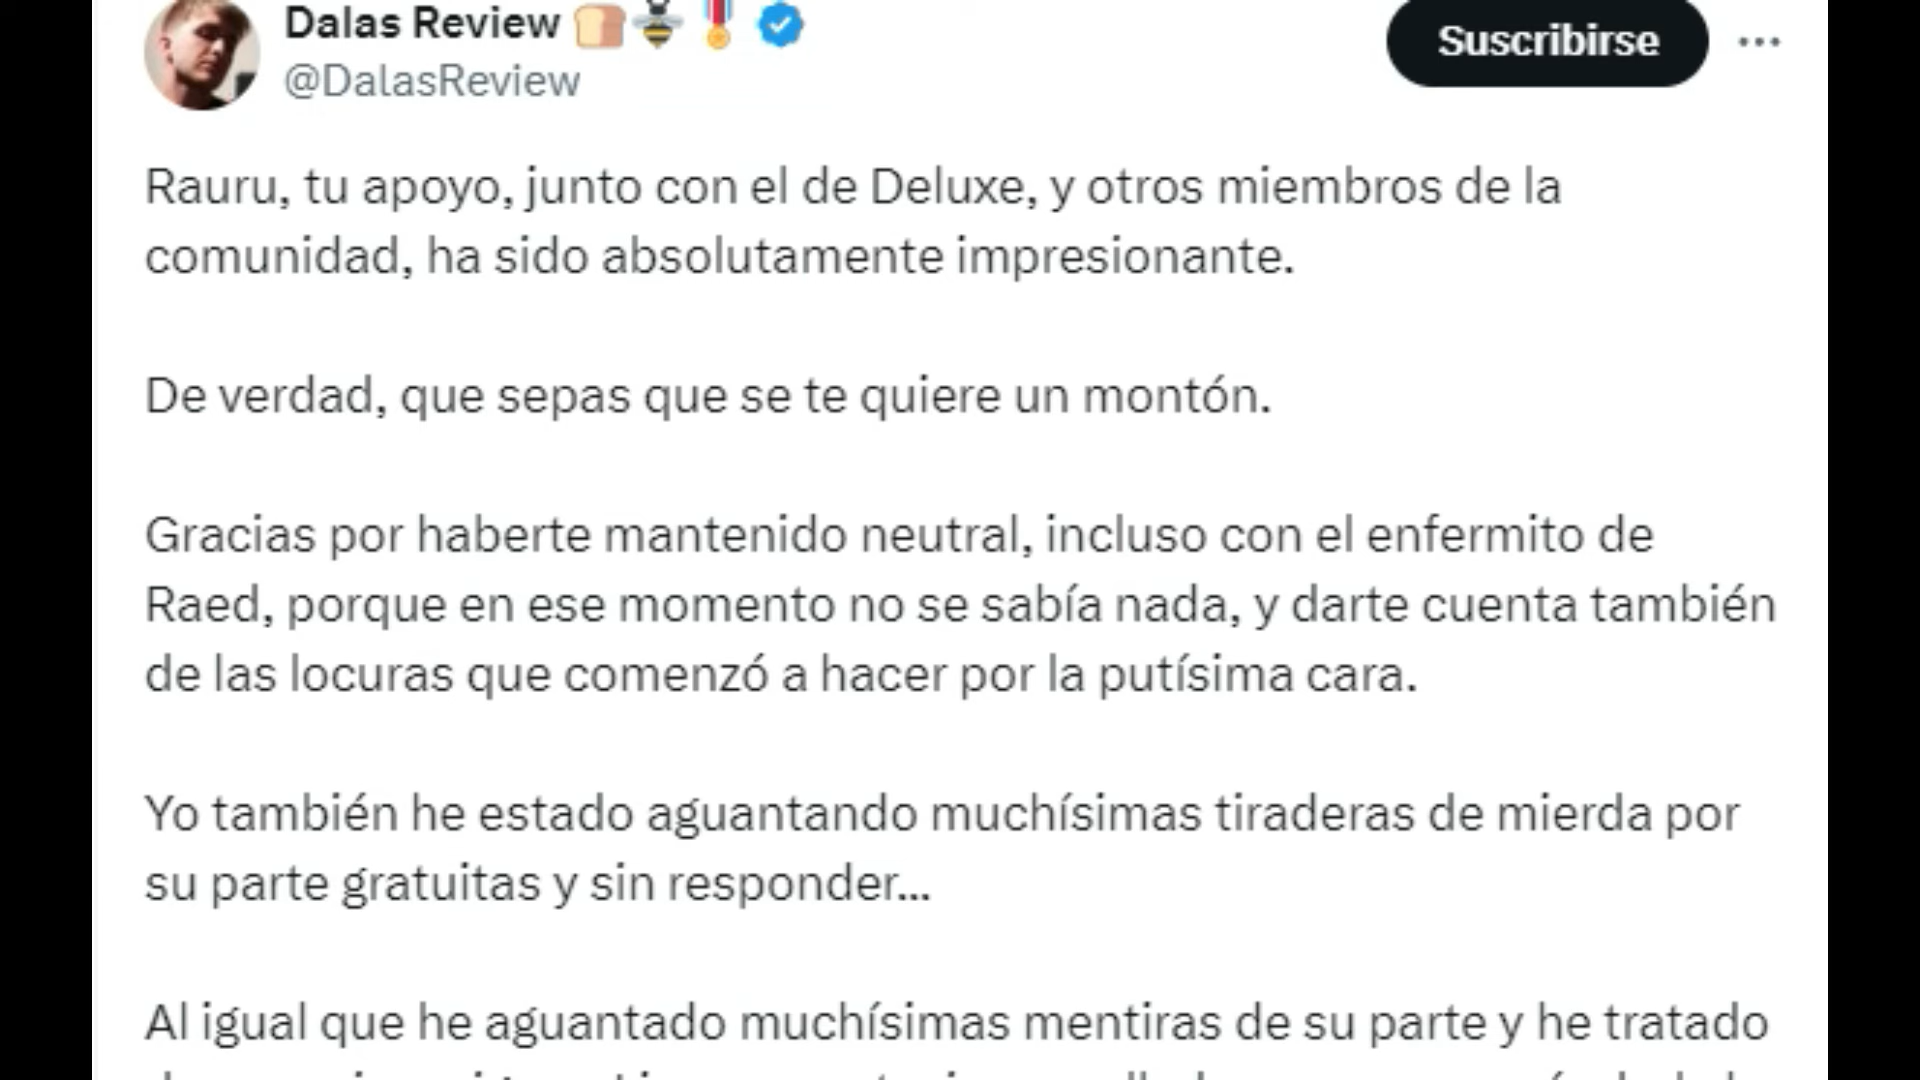 Dalas Review
@DalasReview
Suscribirse
Rauru, tu apoyo, junto con el de Deluxe, y otros miembros de la
comunidad, ha sido absolutamente impresionante.
De verdad, que sepas que se te quiere un montón.
Gracias por haberte mantenido neutral, incluso con el enfermito de
Raed, porque en ese momento no se sabía nada, y darte cuenta también
de las locuras que comenzó a hacer por la putísima cara.
Yo también he estado aguantando muchísimas tiraderas de mierda por
su parte gratuitas y sin responder...
Al igual que he aguantado muchísimas mentiras de su parte y he tratado